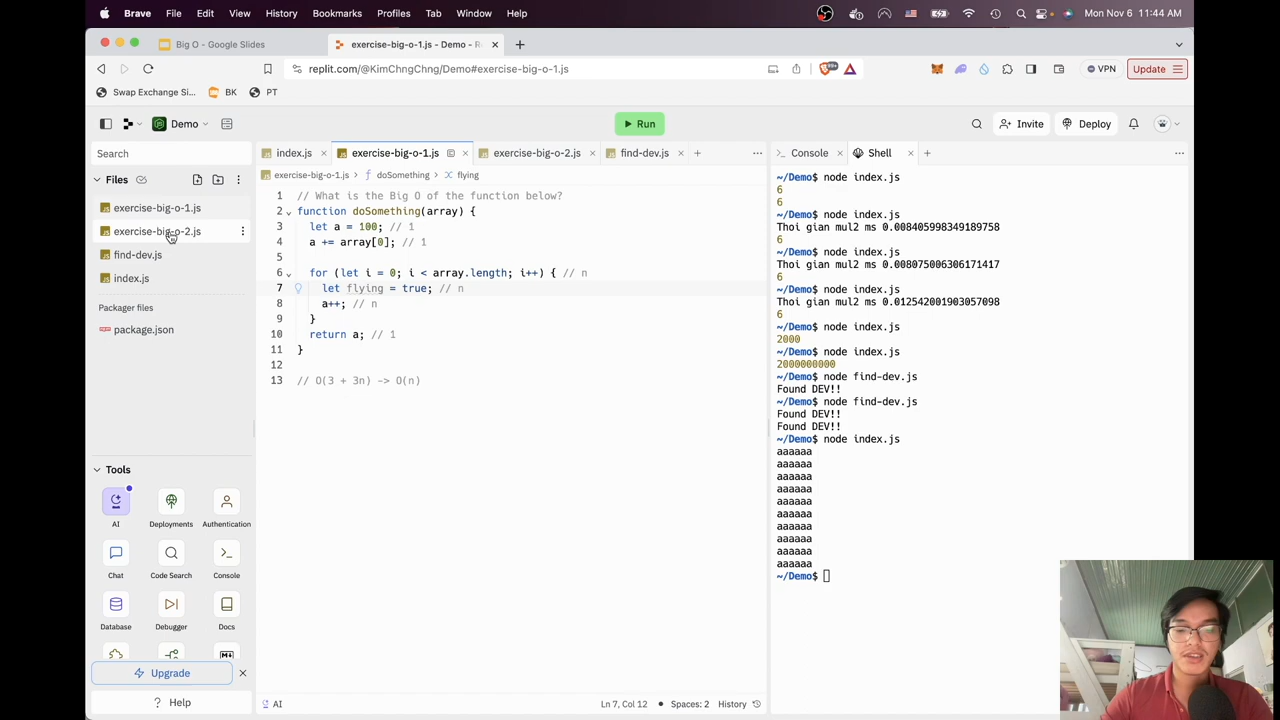 Brave File Edit View History Bookmarks Profiles Tab Window Help Mon Nov 6 11:44 AM
Big O - Google Slides
exercise-big-o-1.js - Demo - R
replit.com/@KimChngChng/Demo#exercise-big-o-1.js
99+
VPN
Update
Swap Exchange Si... BK PT
Demo
Run
Invite
Deploy
Search
index.js
exercise-big-o-1.js
exercise-big-o-2.js
find-dev.js
Console
Shell
Files
exercise-big-o-1.js
exercise-big-o-2.js
find-dev.js
index.js
Packager files
package.json
Tools
AI
Deployments
Authentication
Chat
Code Search
Console
Database
Debugger
Docs
Upgrade
Help
exercise-big-o-1.js > doSomething > flying
1 // What is the Big O of the function below?
2 function doSomething(array) {
3 let a = 100; // 1
4 a += array[0]; // 1
5
6 for (let i = 0; i < array.length; i++) { // n
7 let flying = true; // n
8 a++; // n
9 }
10 return a; // 1
11 }
12
13 // O(3 + 3n) -> O(n)
AI
Ln 7, Col 12 Spaces: 2 History
~/Demo$ node index.js
6
6
~/Demo$ node index.js
Thoi gian mul2 ms 0.008405998349189758
6
~/Demo$ node index.js
Thoi gian mul2 ms 0.008075006306171417
6
~/Demo$ node index.js
Thoi gian mul2 ms 0.012542001903057098
6
~/Demo$ node index.js
2000
~/Demo$ node index.js
2000000000
~/Demo$ node find-dev.js
Found DEV!!
~/Demo$ node find-dev.js
Found DEV!!
Found DEV!!
~/Demo$ node index.js
aaaaaa
aaaaaa
aaaaaa
aaaaaa
aaaaaa
aaaaaa
aaaaaa
aaaaaa
aaaaaa
aaaaaa
~/Demo$